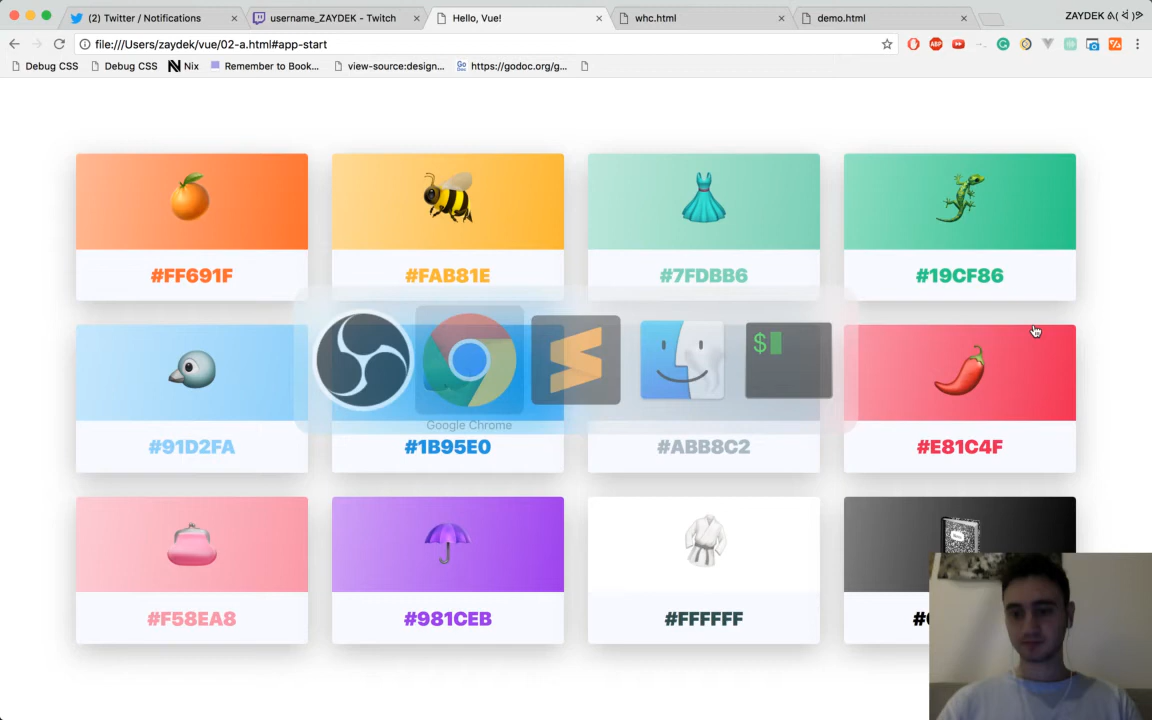 (2) Twitter / Notifications
username_ZAYDEK - Twitch
Hello, Vue!
whc.html
demo.html
ZAYDEK
file:///Users/zaydek/vue/02-a.html#app-start
ABP
Debug CSS
Debug CSS
Nix
Remember to Book...
view-source:design...
Go
https://godoc.org/g...
#FF691F
#FAB81E
#7FDBB6
#19CF86
$
Google Chrome
#91D2FA
#1B95E0
#ABB8C2
#E81C4F
#F58EA8
#981CEB
#FFFFFF